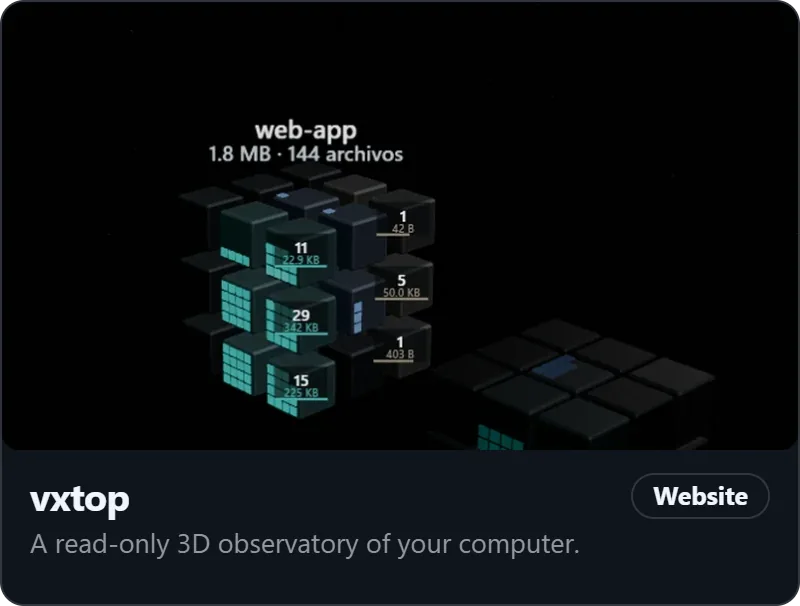 web-app
1.8 MB · 144 archivos
1
42 B
11
22.9 KB
5
50.0 KB
29
342 KB
1
403 B
15
225 KB
vxtop
Website
A read-only 3D observatory of your computer.